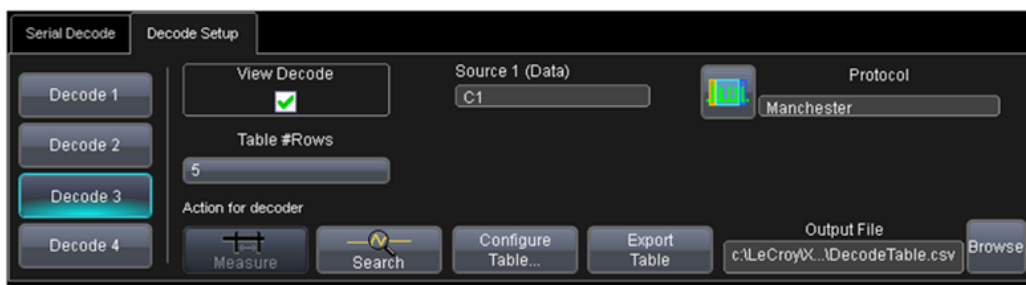 Serial Decode
Decode Setup
Decode 1
Decode 2
Decode 3
Decode 4
View Decode
Source 1 (Data)
C1
Protocol
Manchester
Table #Rows
5
Action for decoder
Measure
Search
Configure
Table...
Export
Table
Output File
c:\LeCroy\X...\DecodeTable.csv
Browse